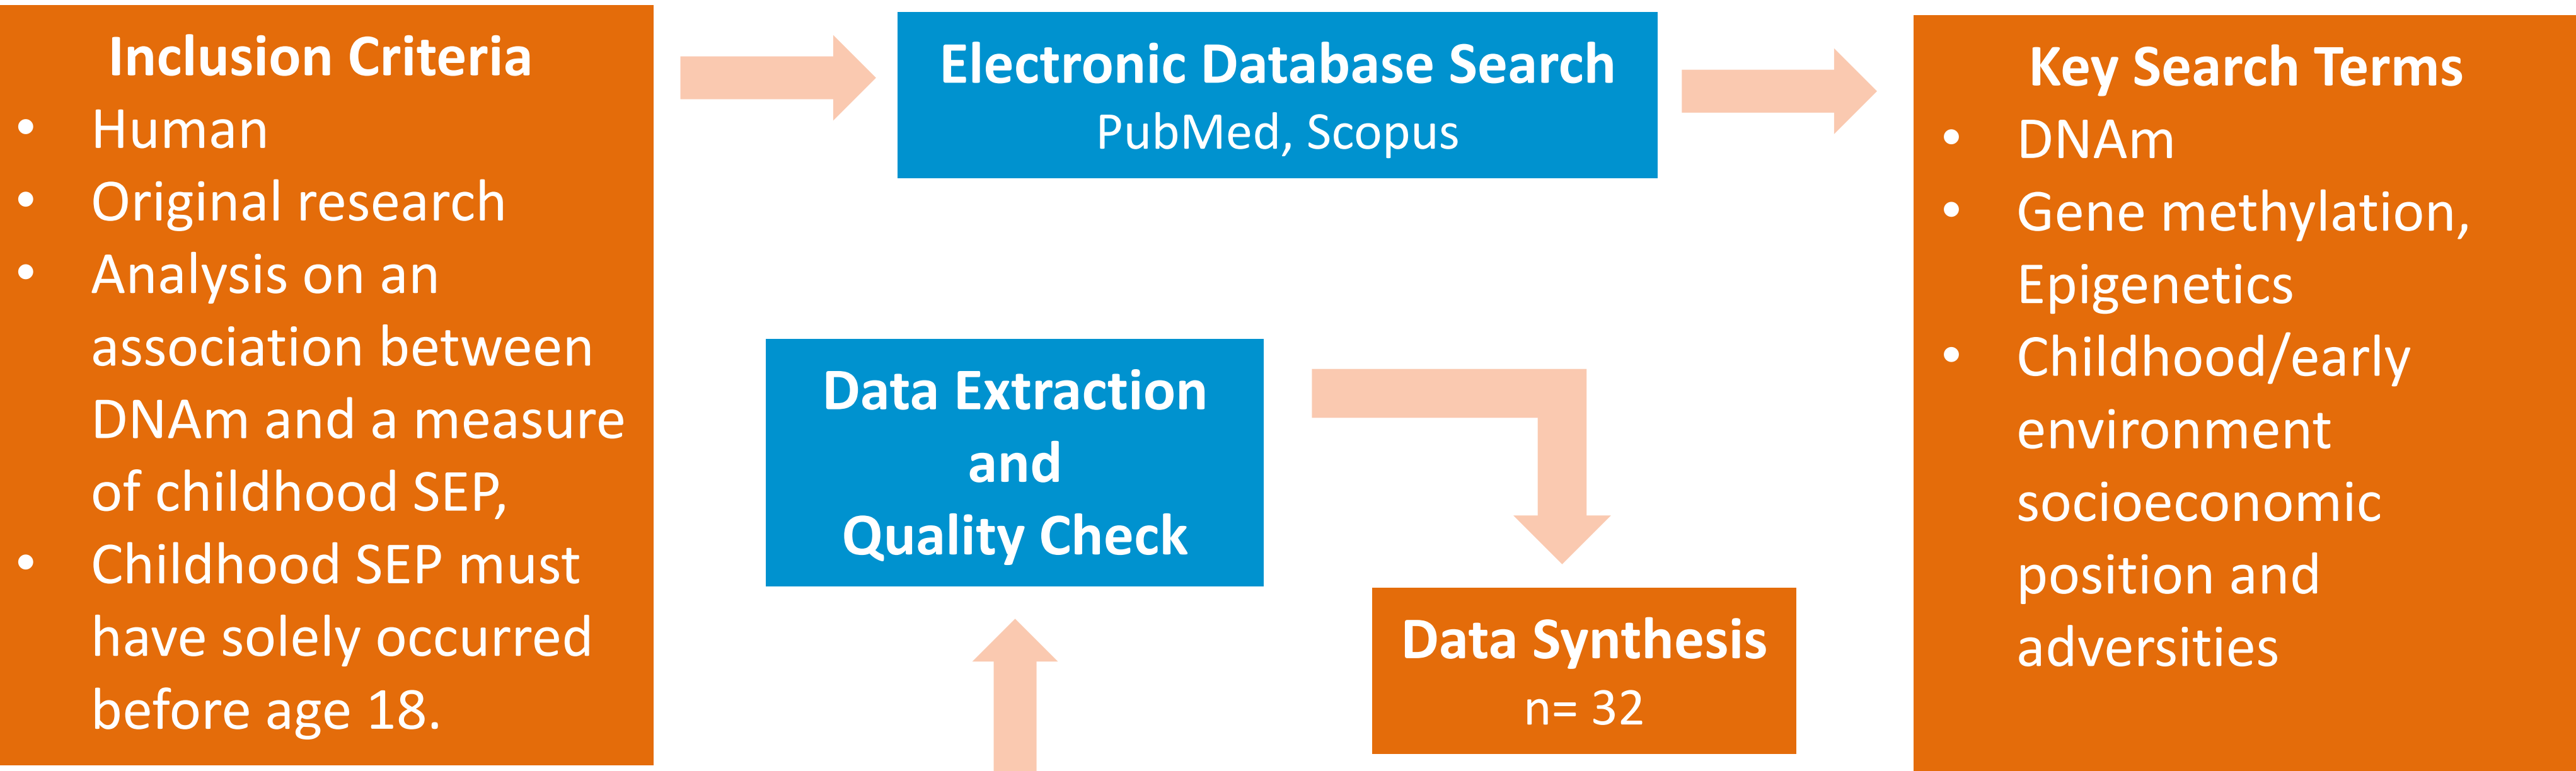 Inclusion Criteria
• Human
• Original research
• Analysis on an
association between
DNAm and a measure
of childhood SEP,
• Childhood SEP must
have solely occurred
before age 18.
Electronic Database Search
PubMed, Scopus
Key Search Terms
• DNAm
• Gene methylation,
Epigenetics
• Childhood/early
environment
socioeconomic
position and
adversities
Data Extraction
and
Quality Check
Data Synthesis
n= 32